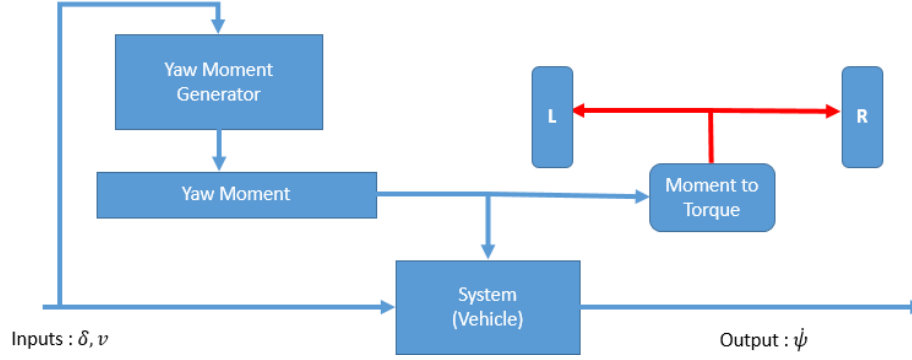 Yaw Moment
Generator
L
R
Yaw Moment
Moment to
Torque
System
(Vehicle)
Inputs : δ, v
Output : ψ̇